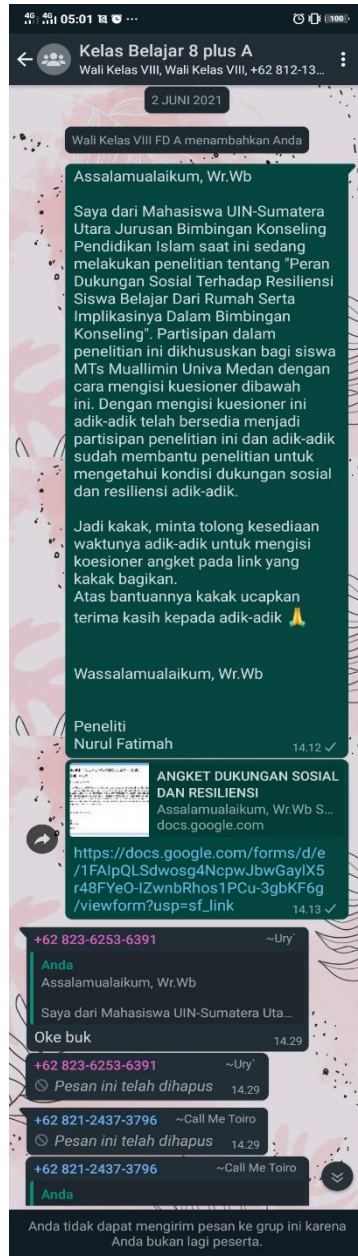 4G 4G 05:01 ... 100
Kelas Belajar 8 plus A
Wali Kelas VIII, Wali Kelas VIII, +62 812-13...
2 JUNI 2021
Wali Kelas VIII FD A menambahkan Anda
Assalamualaikum, Wr.Wb
Saya dari Mahasiswa UIN-Sumatera
Utara Jurusan Bimbingan Konseling
Pendidikan Islam saat ini sedang
melakukan penelitian tentang "Peran
Dukungan Sosial Terhadap Resiliensi
Siswa Belajar Dari Rumah Serta
Implikasinya Dalam Bimbingan
Konseling". Partisipan dalam
penelitian ini dikhususkan bagi siswa
MTs Muallimin Univa Medan dengan
cara mengisi kuesioner dibawah
ini. Dengan mengisi kuesioner ini
adik-adik telah bersedia menjadi
partisipan penelitian ini dan adik-adik
sudah membantu penelitian untuk
mengetahui kondisi dukungan sosial
dan resiliensi adik-adik.
Jadi kakak, minta tolong kesediaan
waktunya adik-adik untuk mengisi
koesioner angket pada link yang
kakak bagikan.
Atas bantuannya kakak ucapkan
terima kasih kepada adik-adik 🙏
Wassalamualaikum, Wr.Wb
Peneliti
Nurul Fatimah 14.12
ANGKET DUKUNGAN SOSIAL
DAN RESILIENSI
Assalamualaikum, Wr.Wb S...
docs.google.com
https://docs.google.com/forms/d/e
/1FAIpQLSdwosg4NcpwJbwGaylX5
r48FYeO-IZwnbRhos1PCu-3gbKF6g
/viewform?usp=sf_link 14.13
+62 823-6253-6391 ~Ury`
Anda
Assalamualaikum, Wr.Wb
Saya dari Mahasiswa UIN-Sumatera Uta...
Oke buk 14.29
+62 823-6253-6391 ~Ury`
Pesan ini telah dihapus 14.29
+62 821-2437-3796 ~Call Me Toiro
Pesan ini telah dihapus 14.29
+62 821-2437-3796 ~Call Me Toiro
Anda
Anda tidak dapat mengirim pesan ke grup ini karena
Anda bukan lagi peserta.